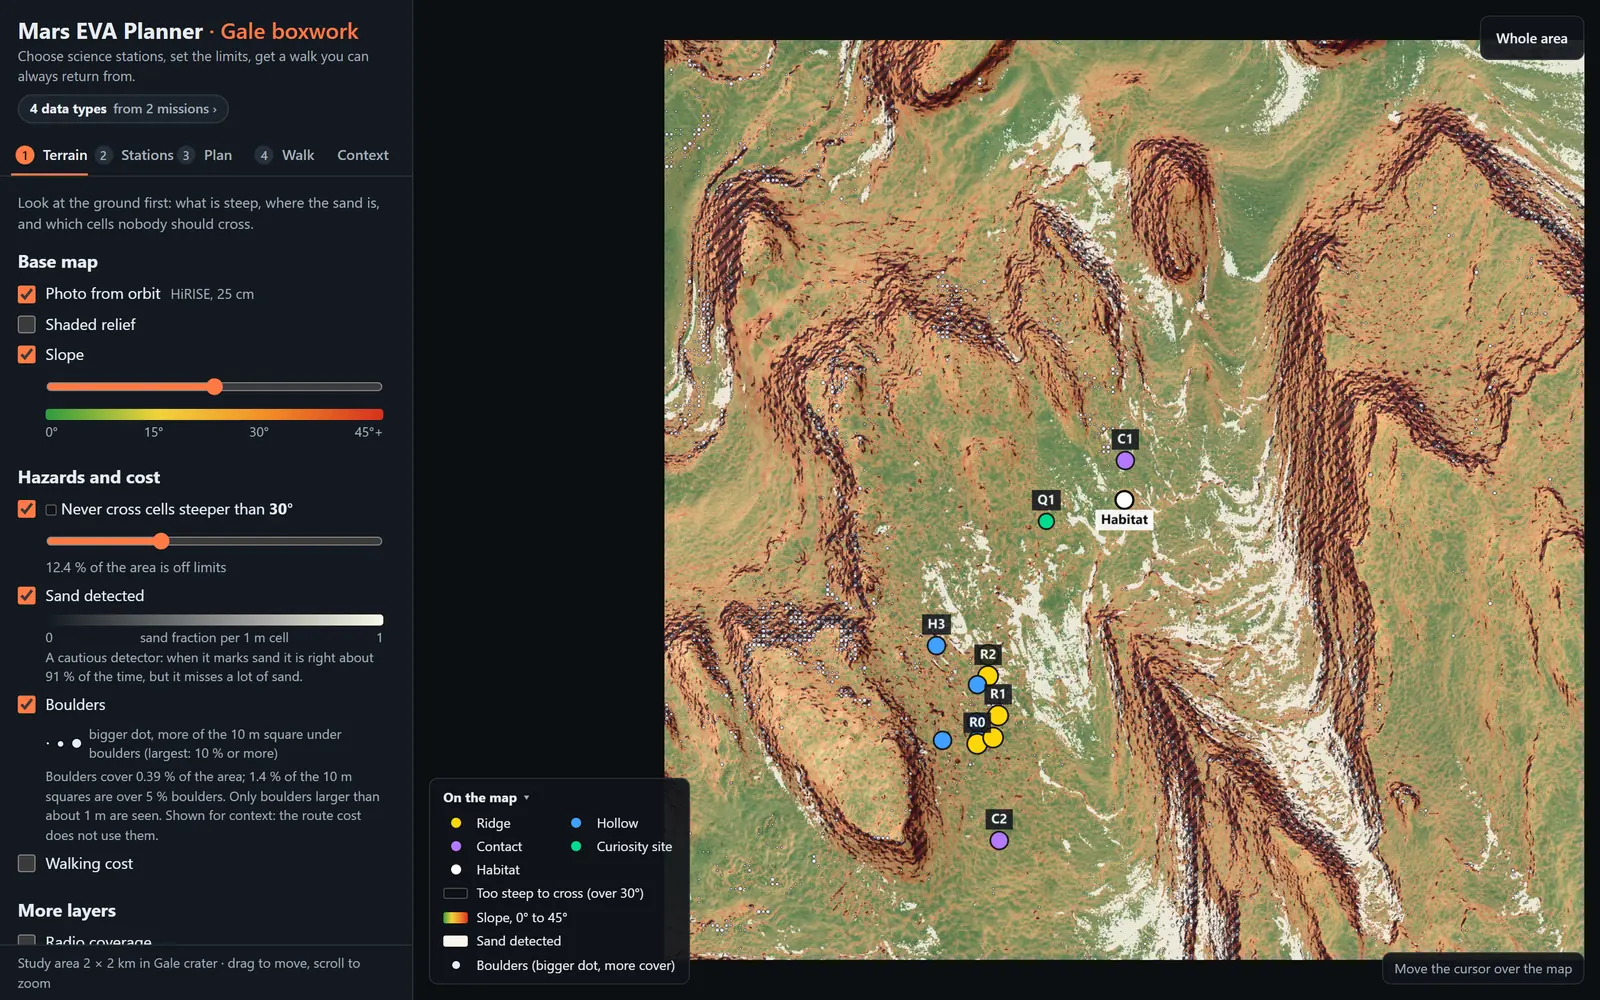 Mars EVA Planner · Gale boxwork
Choose science stations, set the limits, get a walk you can
always return from.
4 data types from 2 missions ›
1 Terrain 2 Stations 3 Plan 4 Walk Context
Look at the ground first: what is steep, where the sand is,
and which cells nobody should cross.
Base map
Photo from orbit HiRISE, 25 cm
Shaded relief
Slope
0° 15° 30° 45°+
Hazards and cost
Never cross cells steeper than 30°
12.4 % of the area is off limits
Sand detected
0 sand fraction per 1 m cell 1
A cautious detector: when it marks sand it is right about
91 % of the time, but it misses a lot of sand.
Boulders
bigger dot, more of the 10 m square under
boulders (largest: 10 % or more)
Boulders cover 0.39 % of the area; 1.4 % of the 10 m
squares are over 5 % boulders. Only boulders larger than
about 1 m are seen. Shown for context: the route cost
does not use them.
Walking cost
More layers
Radio coverage
Study area 2 × 2 km in Gale crater · drag to move, scroll to
zoom
Whole area
C1
Q1
Habitat
H3
R2
R1
R0
C2
On the map ▾
Ridge Hollow
Contact Curiosity site
Habitat
Too steep to cross (over 30°)
Slope, 0° to 45°
Sand detected
Boulders (bigger dot, more cover)
Move the cursor over the map